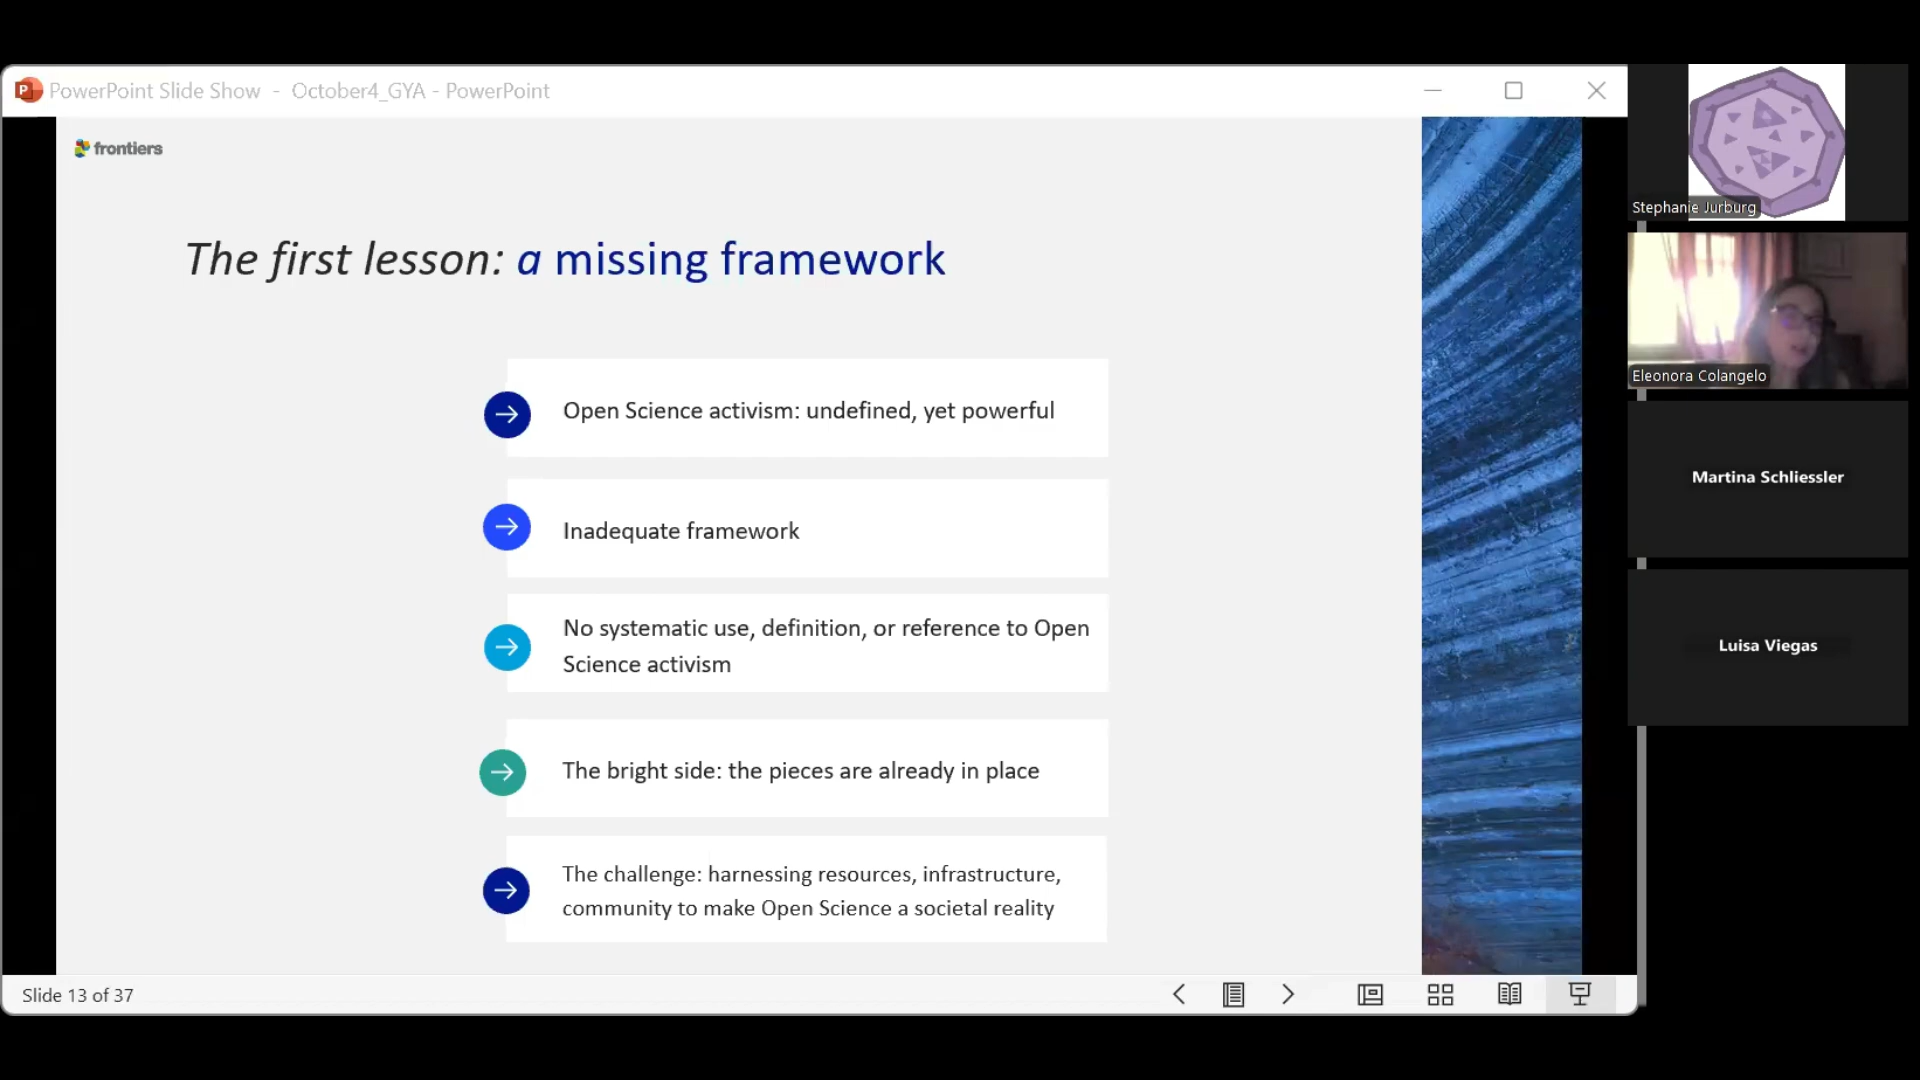 PowerPoint Slide Show - October4_GYA - PowerPoint
frontiers
The first lesson: a missing framework
Open Science activism: undefined, yet powerful
Inadequate framework
No systematic use, definition, or reference to Open
Science activism
The bright side: the pieces are already in place
The challenge: harnessing resources, infrastructure,
community to make Open Science a societal reality
Slide 13 of 37
Stephanie Jurburg
Eleonora Colangelo
Martina Schliessler
Luisa Viegas